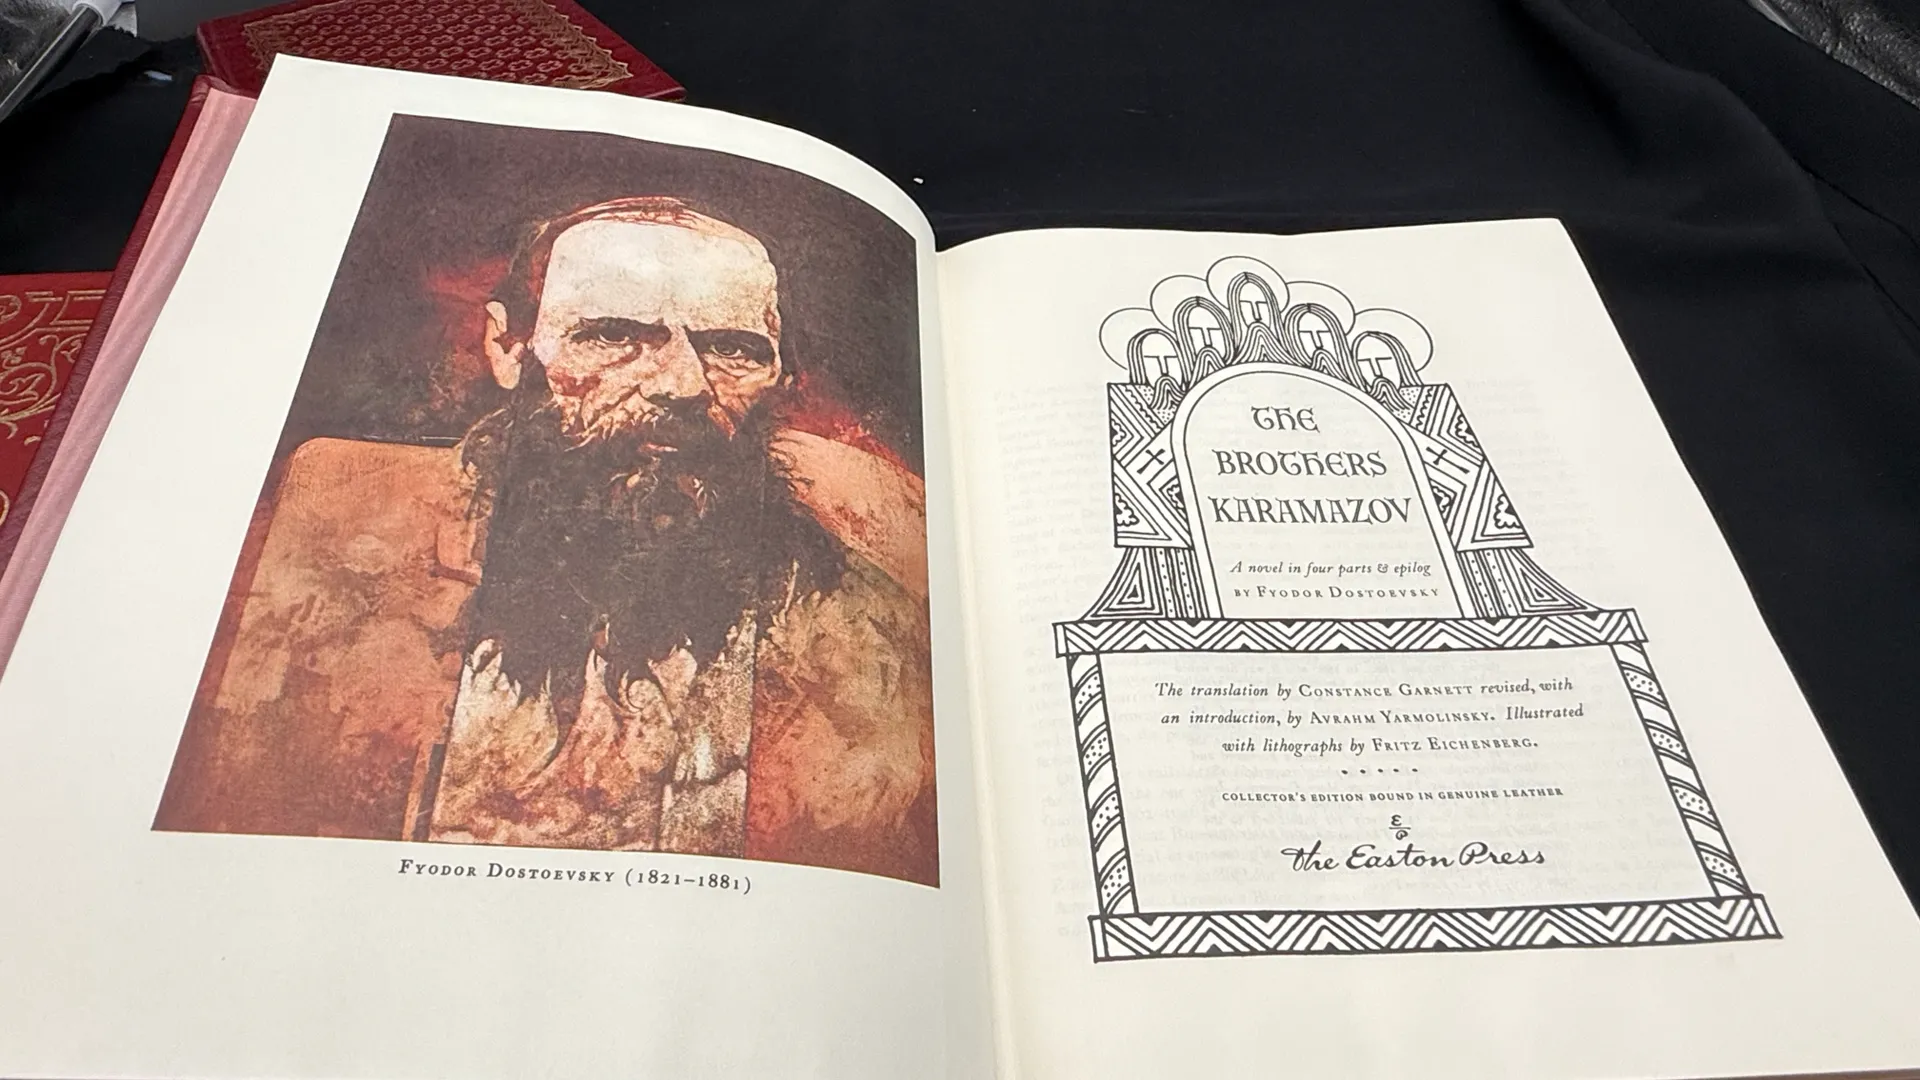 Fyodor Dostoevsky (1821–1881)
THE
BROTHERS
KARAMAZOV
A novel in four parts & epilog
BY FYODOR DOSTOEVSKY
The translation by CONSTANCE GARNETT revised, with
an introduction, by AVRAHM YARMOLINSKY. Illustrated
with lithographs by FRITZ EICHENBERG.
COLLECTOR'S EDITION BOUND IN GENUINE LEATHER
The Easton Press